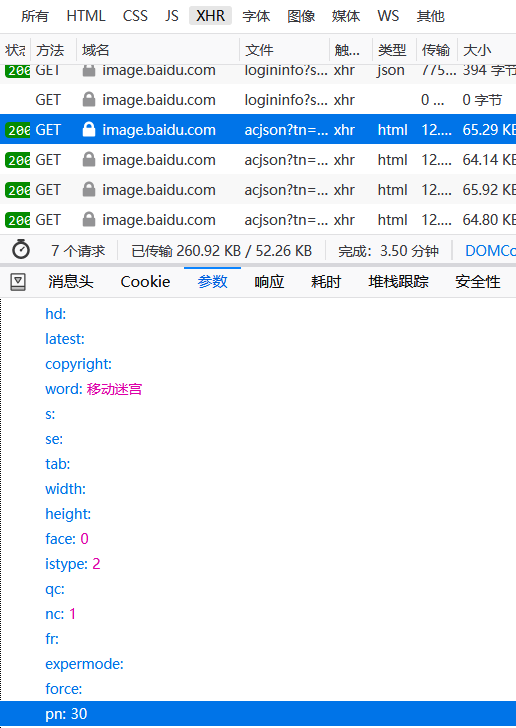 所有 HTML CSS JS XHR 字体 图像 媒体 WS 其他
状态 方法 域名 文件 触... 类型 传输 大小
200 GET image.baidu.com logininfo?s... xhr json 775... 394 字节
GET image.baidu.com logininfo?s... xhr 0 ... 0 字节
200 GET image.baidu.com acjson?tn=... xhr html 12.... 65.29 KB
200 GET image.baidu.com acjson?tn=... xhr html 12.... 64.14 KB
200 GET image.baidu.com acjson?tn=... xhr html 12.... 65.92 KB
200 GET image.baidu.com acjson?tn=... xhr html 12.... 64.80 KB
7 个请求 已传输 260.92 KB / 52.26 KB 完成：3.50 分钟 DOMCo
消息头 Cookie 参数 响应 耗时 堆栈跟踪 安全性
hd:
latest:
copyright:
word: 移动迷宫
s:
se:
tab:
width:
height:
face: 0
istype: 2
qc:
nc: 1
fr:
expermode:
force:
pn: 30